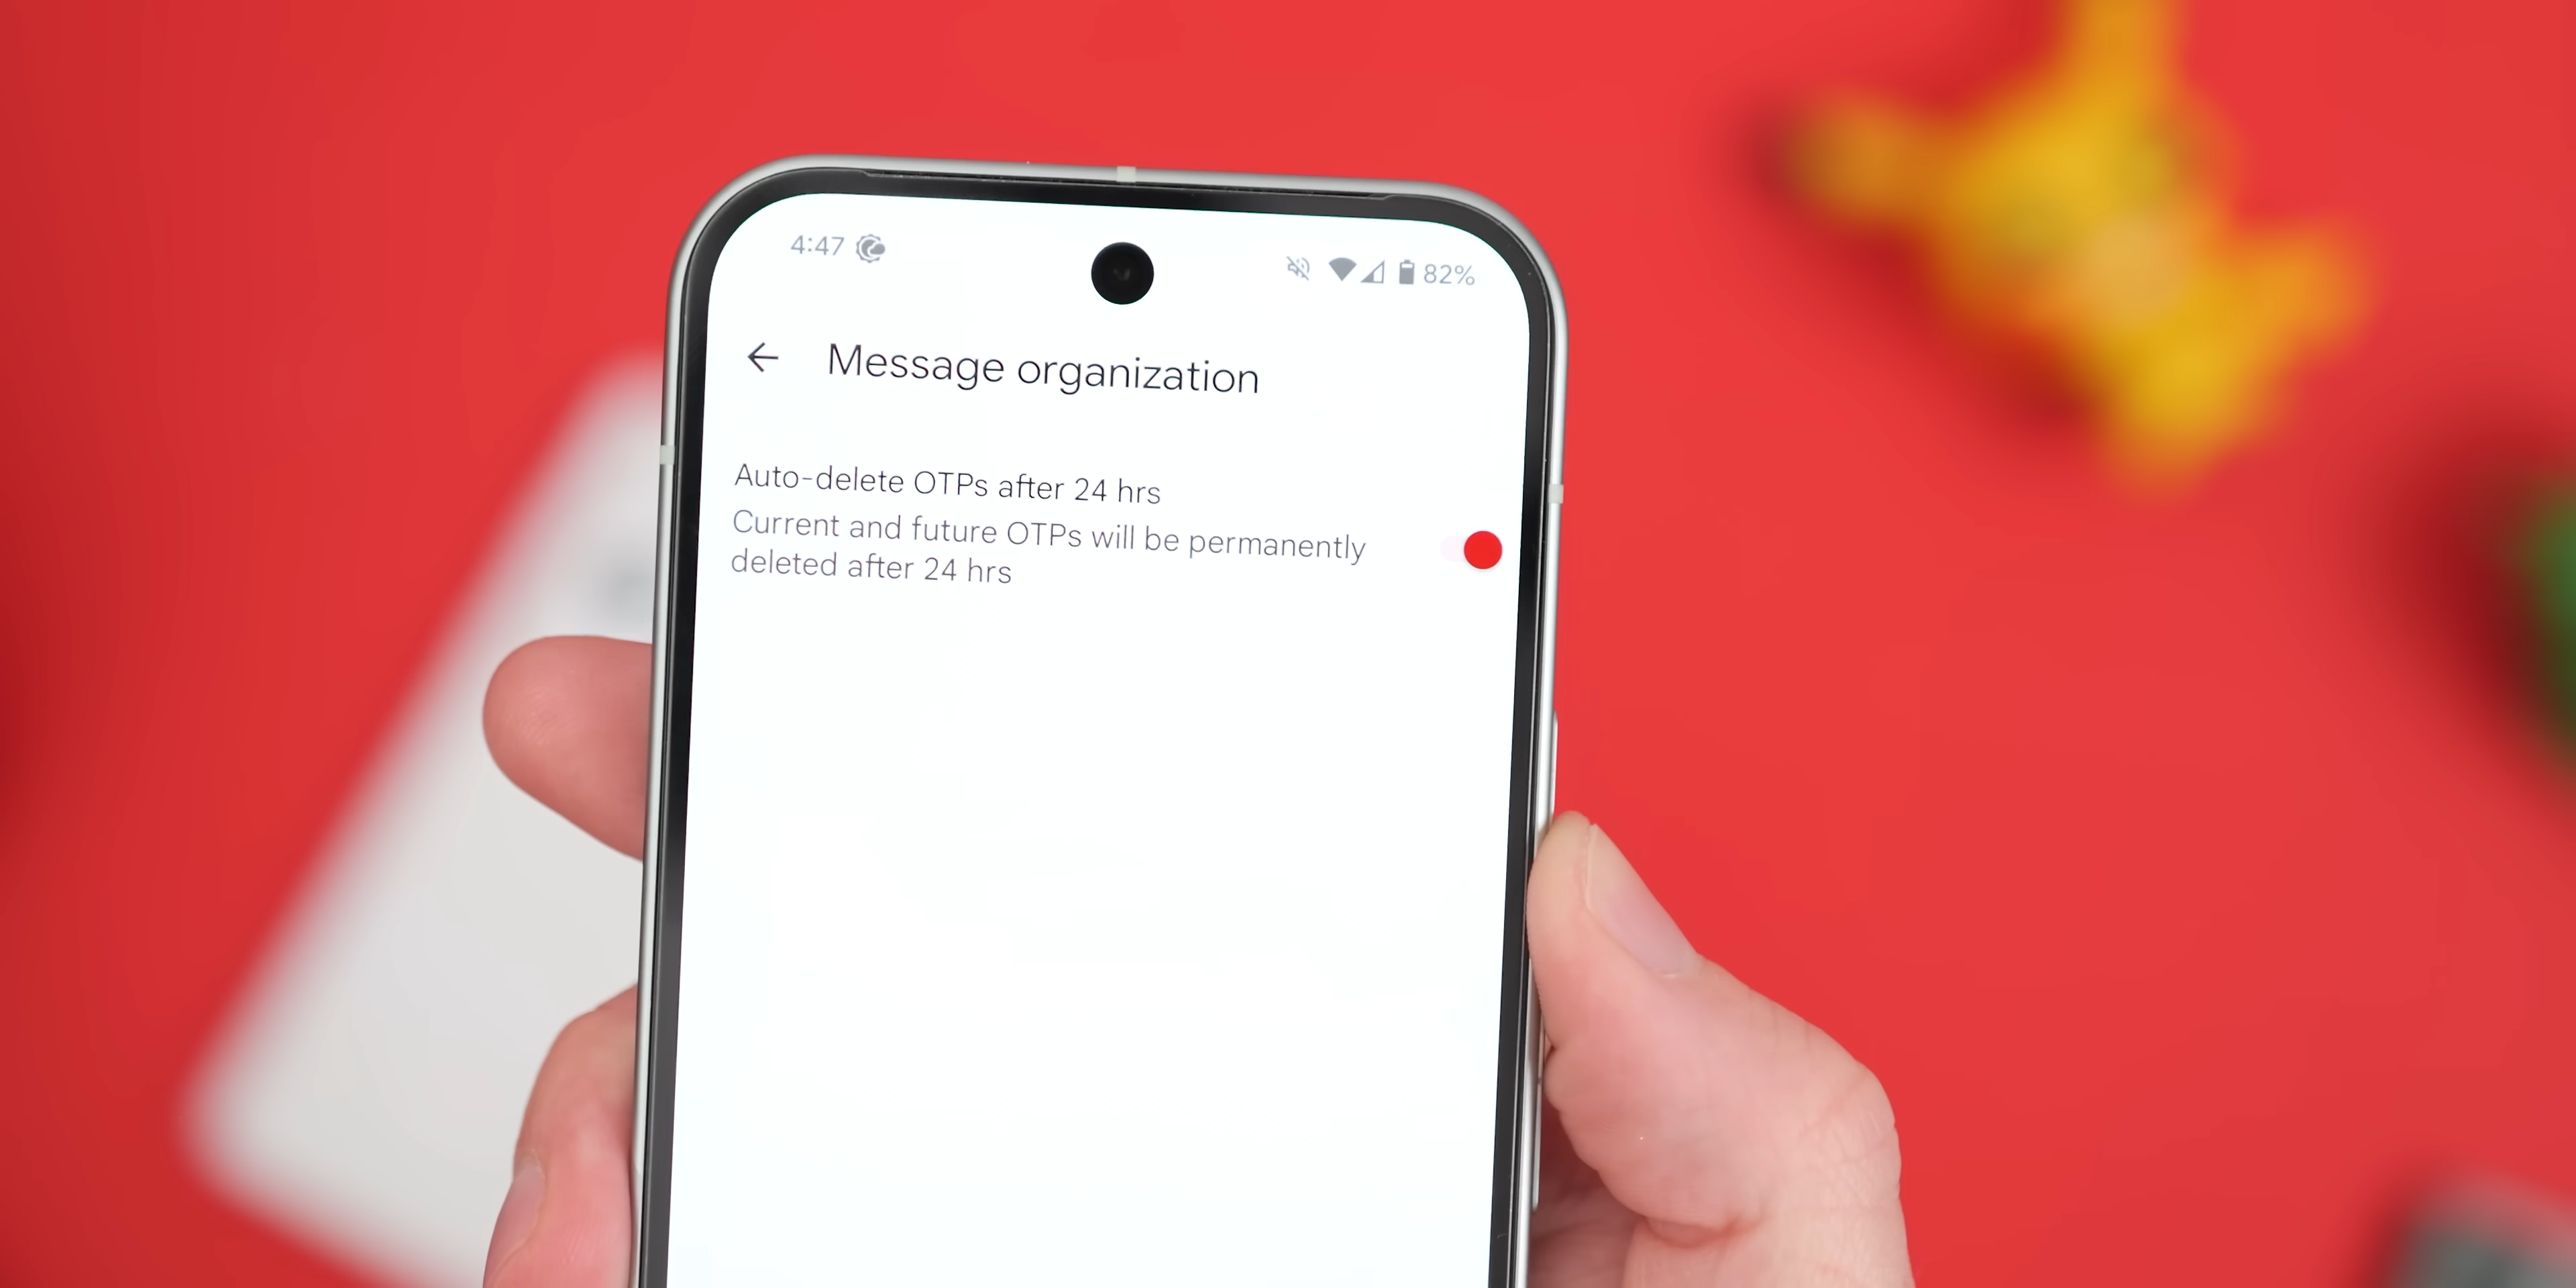 4:47 82%
Message organization
Auto-delete OTPs after 24 hrs
Current and future OTPs will be permanently
deleted after 24 hrs